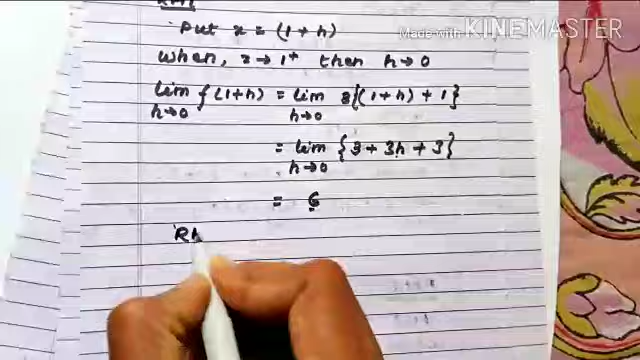 Made with KINEMASTER
Put x = (1+h)
when, x→1⁺ then h→0
lim f(1+h) = lim 3{(1+h)+1}
h→0 h→0
= lim {3+3h+3}
h→0
= 6
RH